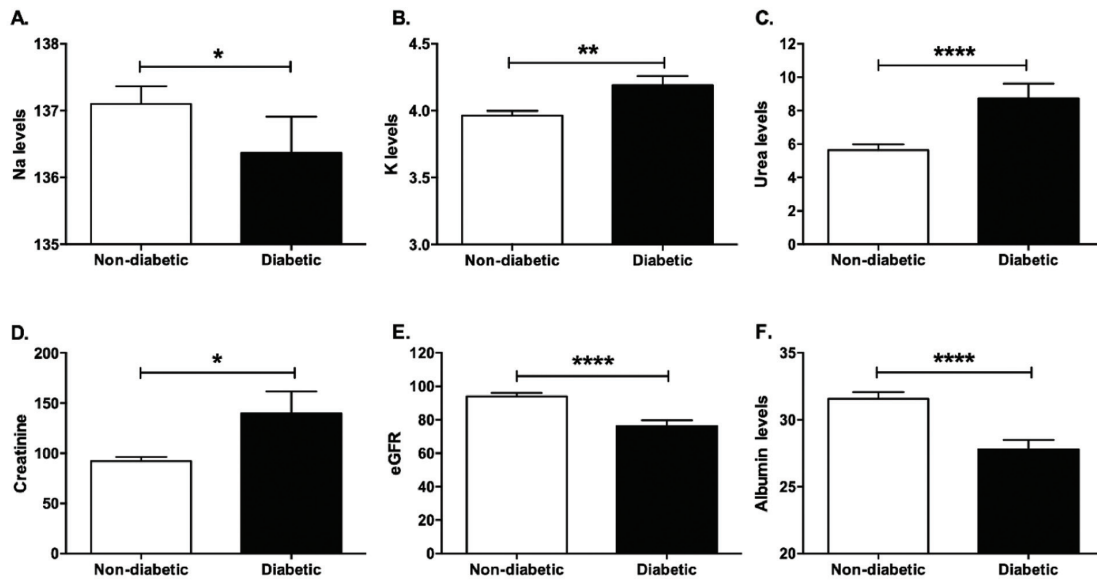 A.
Na levels
138
137
136
135
*
Non-diabetic
Diabetic
B.
K levels
4.5
4.0
3.5
3.0
**
Non-diabetic
Diabetic
C.
Urea levels
12
10
8
6
4
2
0
****
Non-diabetic
Diabetic
D.
Creatinine
200
150
100
50
0
*
Non-diabetic
Diabetic
E.
eGFR
120
100
80
60
40
20
0
****
Non-diabetic
Diabetic
F.
Albumin levels
35
30
25
20
****
Non-diabetic
Diabetic